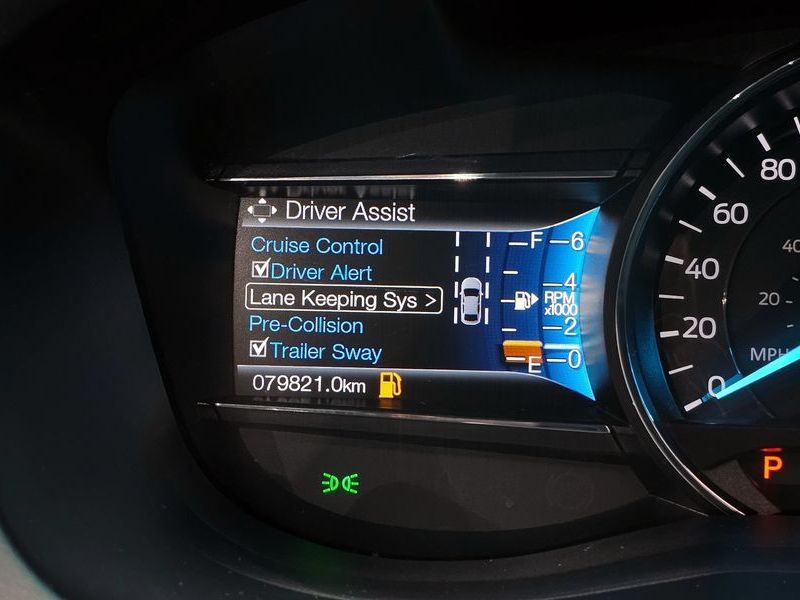 Driver Assist
Cruise Control
Driver Alert
Lane Keeping Sys >
Pre-Collision
Trailer Sway
079821.0km
F
E
6
4
RPM
x1000
2
0
80
60
40
20
0
40
20
MPH
P